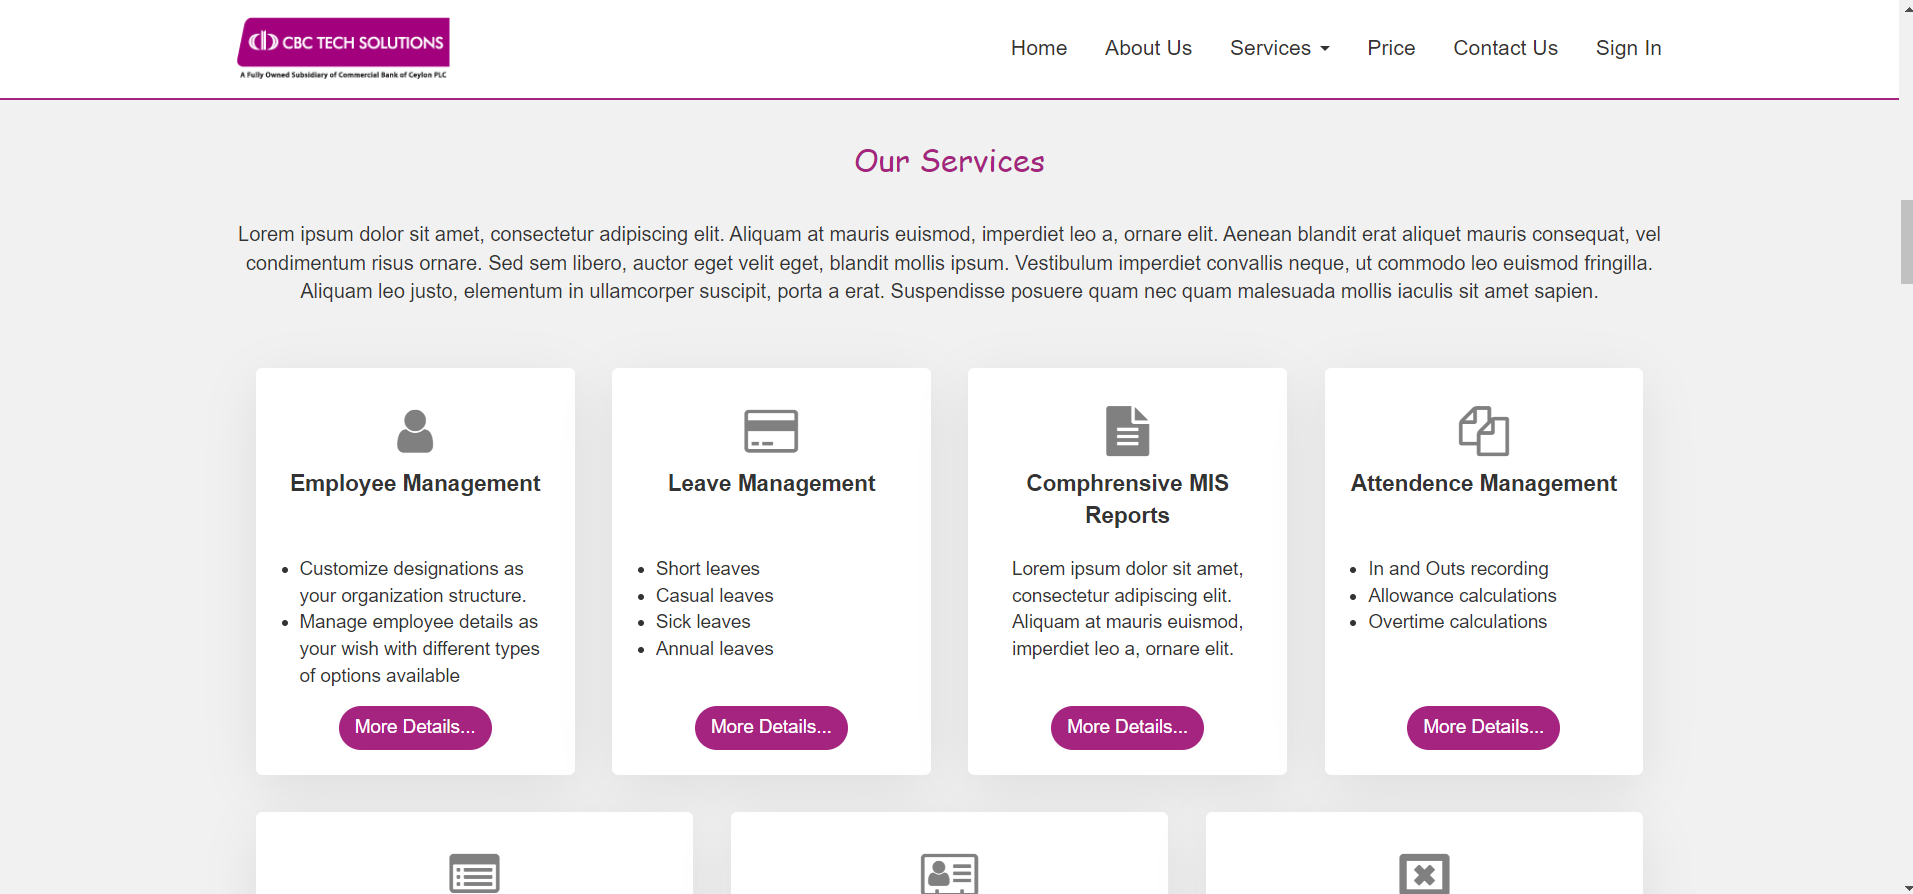 CBC TECH SOLUTIONS
A Fully Owned Subsidiary of Commercial Bank of Ceylon PLC
Home About Us Services Price Contact Us Sign In
Our Services
Lorem ipsum dolor sit amet, consectetur adipiscing elit. Aliquam at mauris euismod, imperdiet leo a, ornare elit. Aenean blandit erat aliquet mauris consequat, vel
condimentum risus ornare. Sed sem libero, auctor eget velit eget, blandit mollis ipsum. Vestibulum imperdiet convallis neque, ut commodo leo euismod fringilla.
Aliquam leo justo, elementum in ullamcorper suscipit, porta a erat. Suspendisse posuere quam nec quam malesuada mollis iaculis sit amet sapien.
Employee Management
Customize designations as
your organization structure.
Manage employee details as
your wish with different types
of options available
More Details...
Leave Management
Short leaves
Casual leaves
Sick leaves
Annual leaves
More Details...
Comphrensive MIS
Reports
Lorem ipsum dolor sit amet,
consectetur adipiscing elit.
Aliquam at mauris euismod,
imperdiet leo a, ornare elit.
More Details...
Attendence Management
In and Outs recording
Allowance calculations
Overtime calculations
More Details...